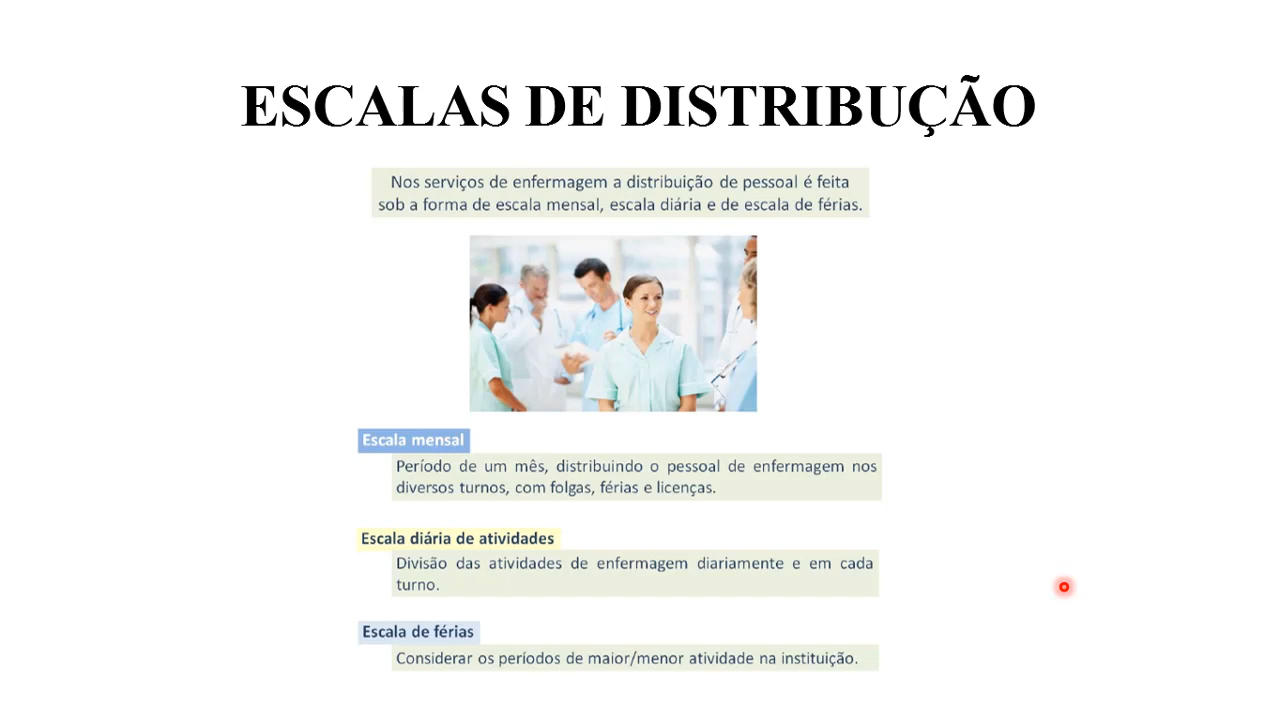 ESCALAS DE DISTRIBUÇÃO
Nos serviços de enfermagem a distribuição de pessoal é feita
sob a forma de escala mensal, escala diária e de escala de férias.
Escala mensal
Período de um mês, distribuindo o pessoal de enfermagem nos
diversos turnos, com folgas, férias e licenças.
Escala diária de atividades
Divisão das atividades de enfermagem diariamente e em cada
turno.
Escala de férias
Considerar os períodos de maior/menor atividade na instituição.